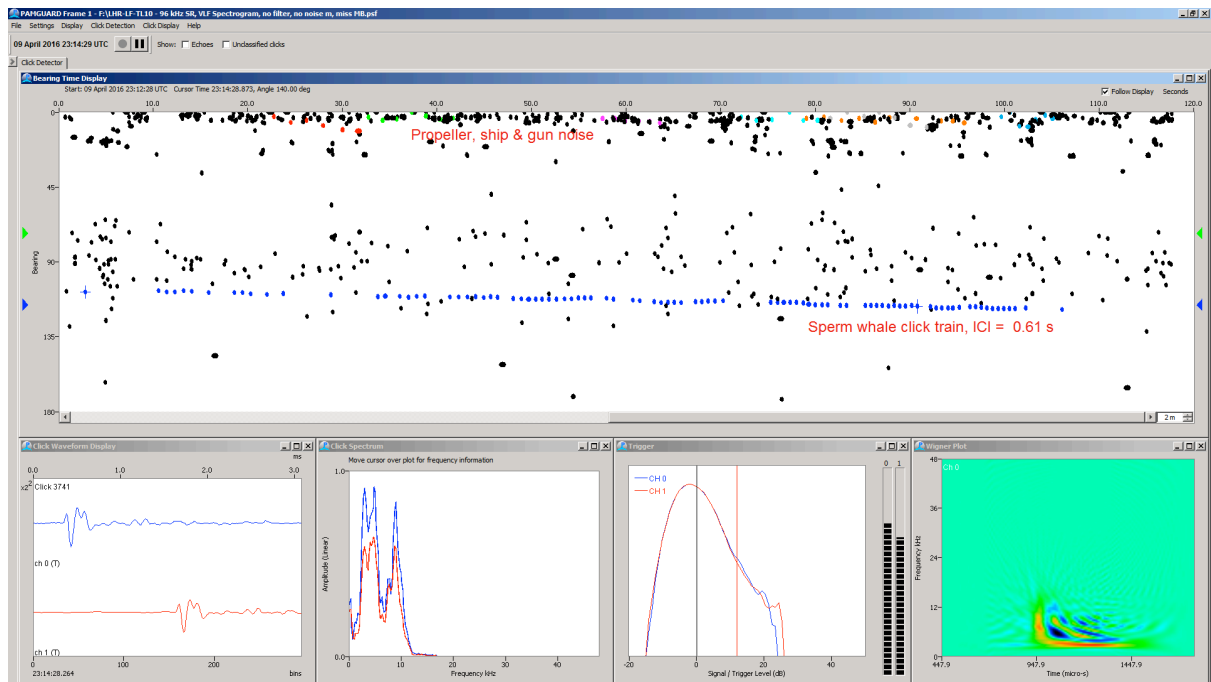 PAMGUARD Frame 1 - F:\LHR-LF-TL10 - 96 kHz SR, VLF Spectrogram, no filter, no noise m, miss MB.psf
File Settings Display Click Detection Click Display Help
09 April 2016 23:14:29 UTC Show: Echoes Unclassified clicks
Click Detector
Bearing Time Display
Start: 09 April 2016 23:12:28 UTC Cursor Time 23:14:28.873, Angle 140.00 deg Follow Display Seconds
0.0 10.0 20.0 30.0 40.0 50.0 60.0 70.0 80.0 90.0 100.0 110.0 120.0
0
Propeller, ship & gun noise
45
90
Bearing
Sperm whale click train, ICI = 0.61 s
135
180
2 m
Click Waveform Display
ms
0.0 1.0 2.0 3.0
x2² Click 3741
ch 0 (T)
ch 1 (T)
0 100 200
23:14:28.264 bins
Click Spectrum
Move cursor over plot for frequency information
1.0
Amplitude (Linear)
0.0
0 10 20 30 40
Frequency kHz
Trigger
0 1
CH 0
CH 1
-20 0 20 40
Signal / Trigger Level (dB)
Wigner Plot
48
Ch 0
36
24
Frequency kHz
12
0
447.9 947.9 1447.9
Time (micro-s)